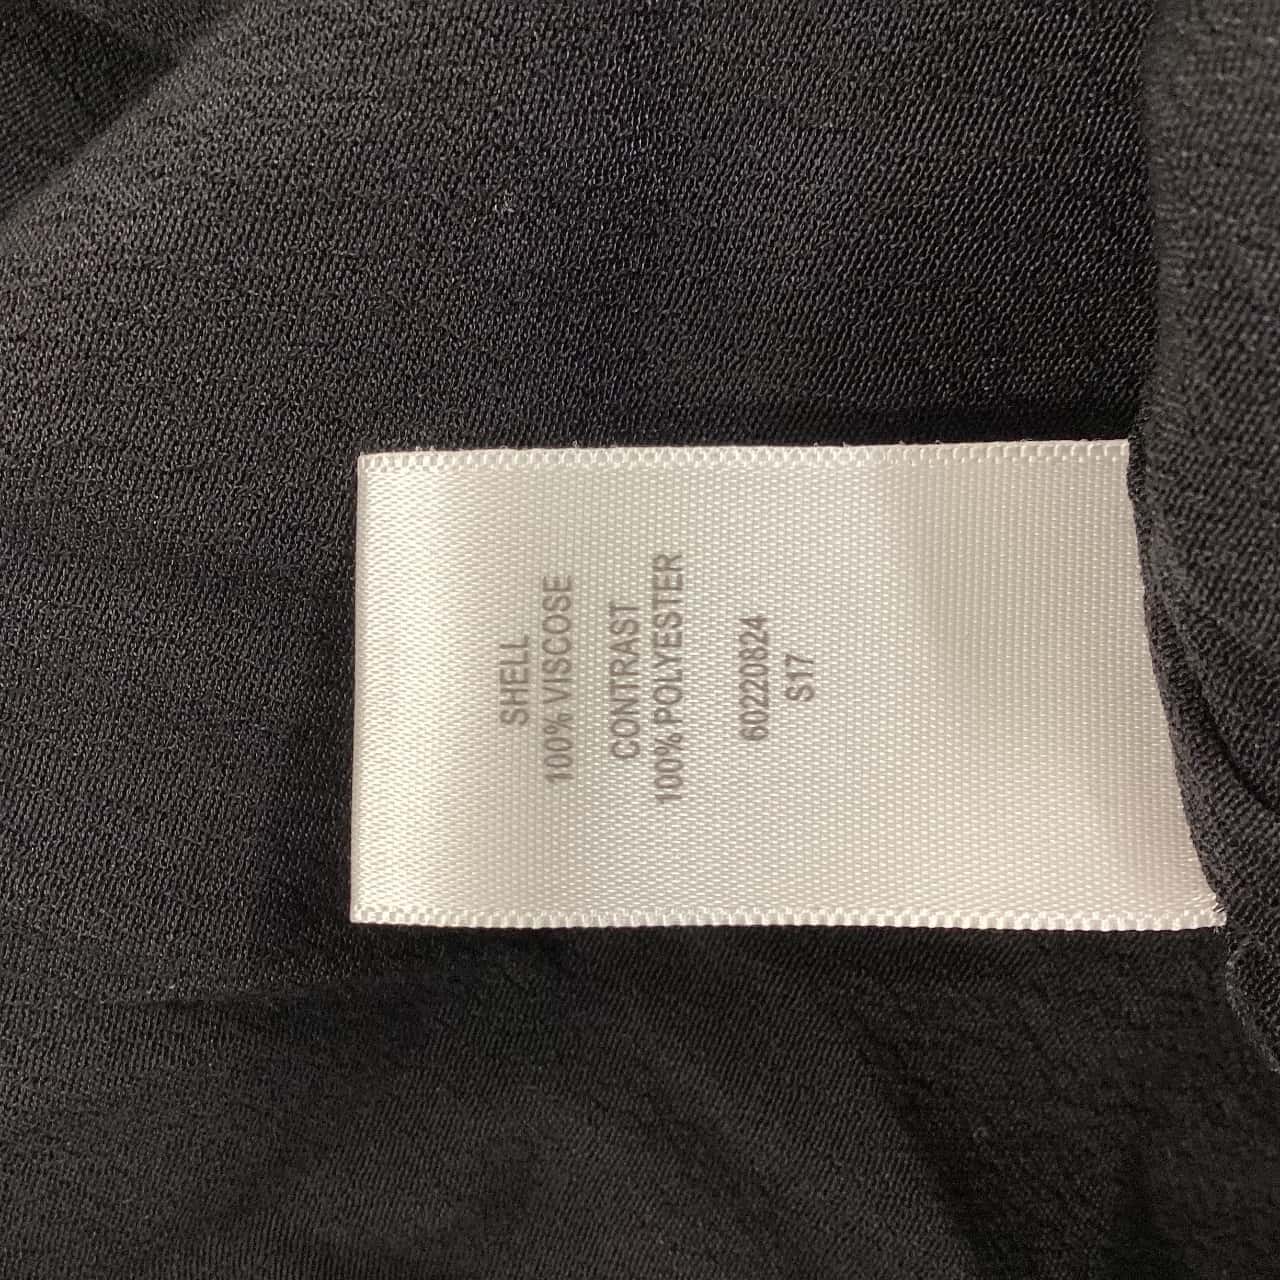 SHELL
100% VISCOSE
CONTRAST
100% POLYESTER
60220824
S17